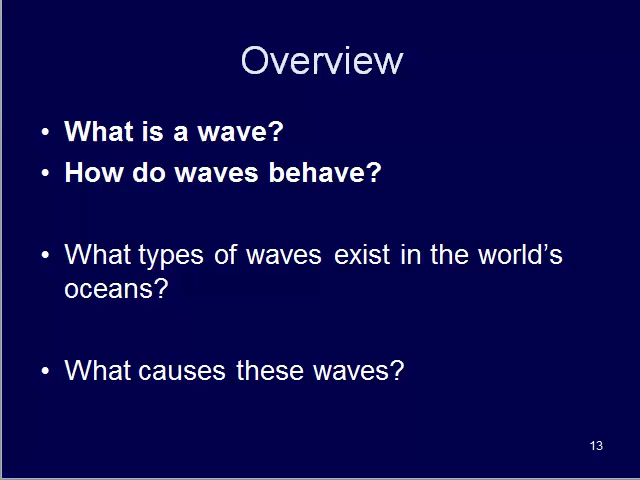 Overview
• What is a wave?
• How do waves behave?
• What types of waves exist in the world’s
oceans?
• What causes these waves?
13